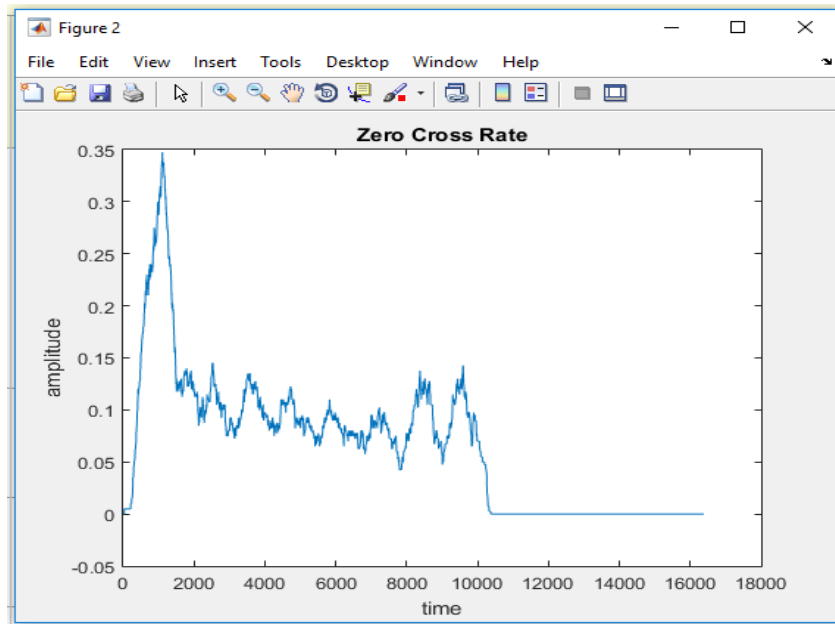 Figure 2
File Edit View Insert Tools Desktop Window Help
Zero Cross Rate
0.35
0.3
0.25
0.2
0.15
0.1
0.05
0
-0.05
amplitude
0 2000 4000 6000 8000 10000 12000 14000 16000 18000
time